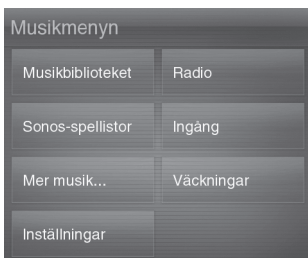 Musikmenyn
Musikbiblioteket
Radio
Sonos-spellistor
Ingång
Mer musik...
Väckningar
Inställningar